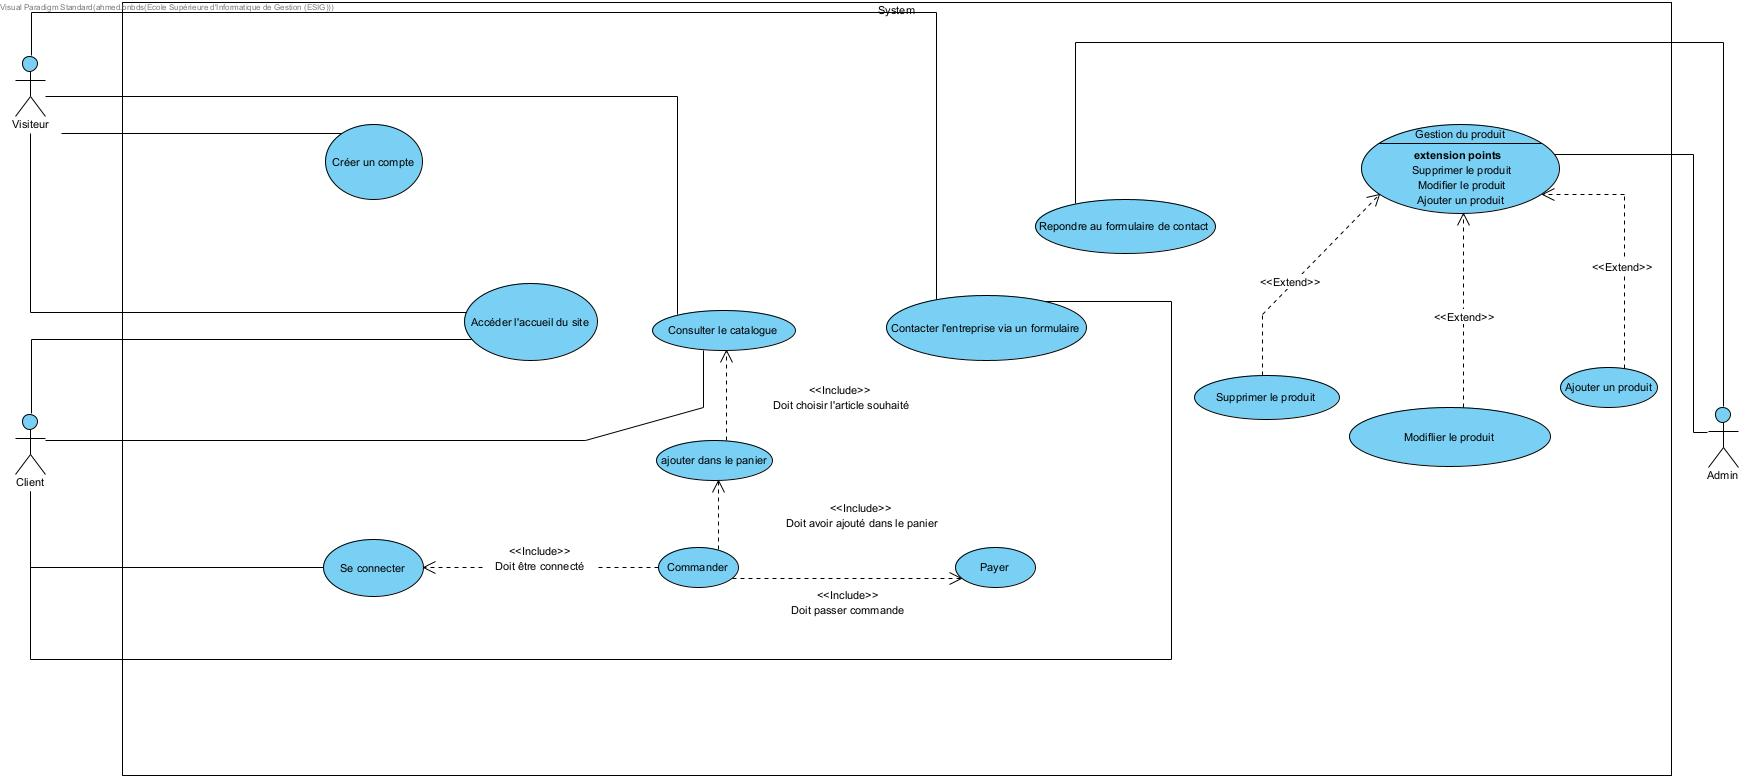 Visual Paradigm Standard(ahmed.bnbds(Ecole Supérieure d'Informatique de Gestion (ESIG)))
System
Visiteur
Créer un compte
Gestion du produit
extension points
Supprimer le produit
Modifier le produit
Ajouter un produit
Repondre au formulaire de contact
<<Extend>>
<<Extend>>
<<Extend>>
Accéder l'accueil du site
Consulter le catalogue
Contacter l'entreprise via un formulaire
<<Include>>
Doit choisir l'article souhaité
Supprimer le produit
Ajouter un produit
Modiflier le produit
ajouter dans le panier
Client
Admin
<<Include>>
Doit avoir ajouté dans le panier
<<Include>>
Doit être connecté
Se connecter
Commander
Payer
<<Include>>
Doit passer commande